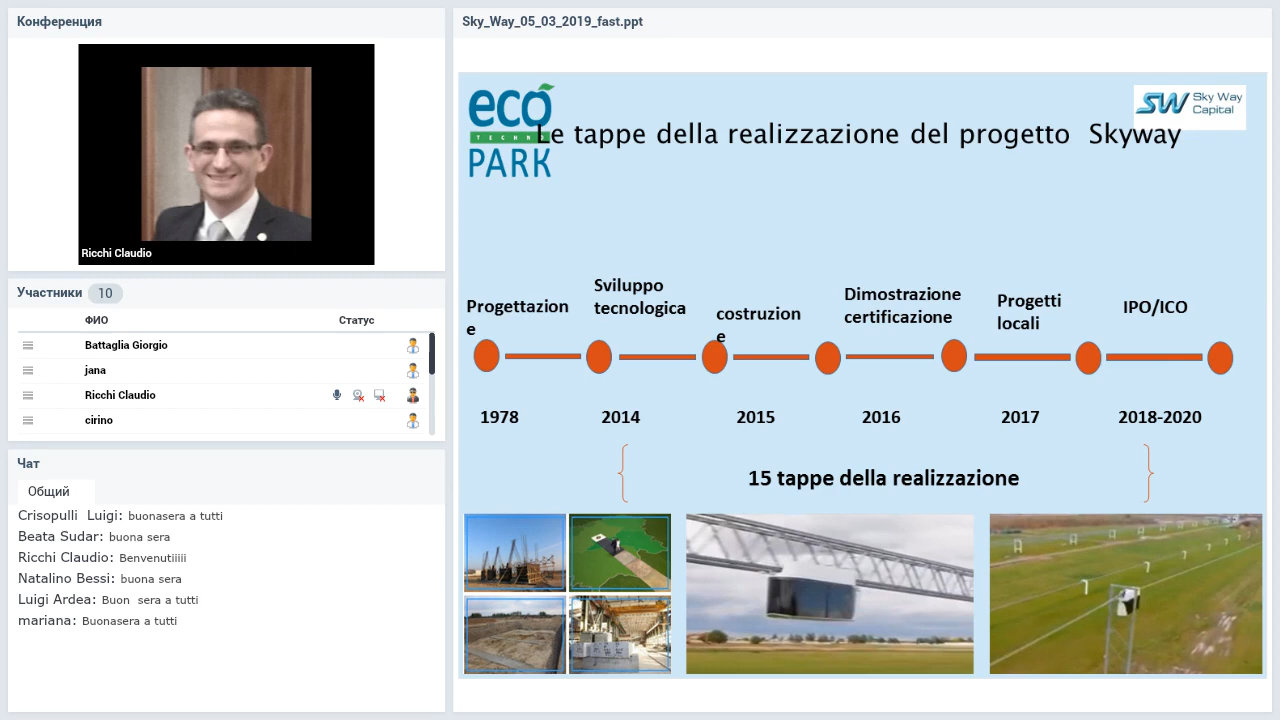 Конференция
Ricchi Claudio
Участники 10
ФИО Статус
Battaglia Giorgio
jana
Ricchi Claudio
cirino
Чат
Общий
Crisopulli Luigi: buonasera a tutti
Beata Sudar: buona sera
Ricchi Claudio: Benvenutiiiii
Natalino Bessi: buona sera
Luigi Ardea: Buon sera a tutti
mariana: Buonasera a tutti
Sky_Way_05_03_2019_fast.ppt
eco
TECHNO
PARK
SW Sky Way
Capital
Le tappe della realizzazione del progetto Skyway
Progettazion
e
Sviluppo
tecnologica
costruzion
e
Dimostrazione
certificazione
Progetti
locali
IPO/ICO
1978 2014 2015 2016 2017 2018-2020
15 tappe della realizzazione